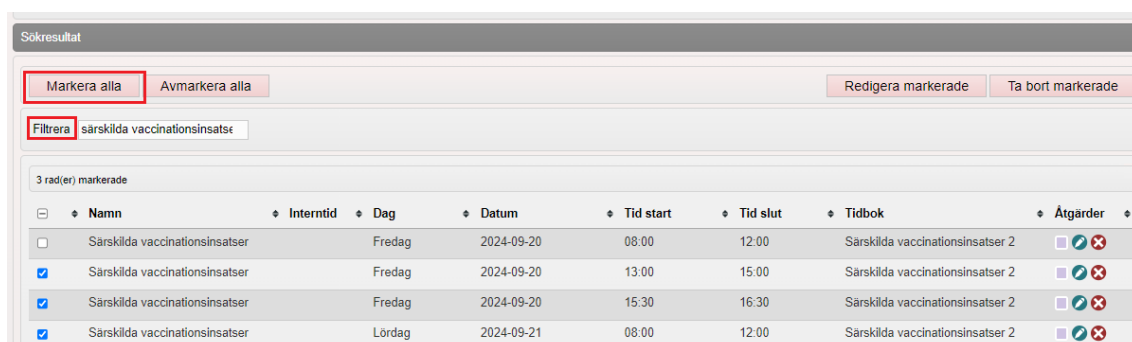 Sökresultat
Markera alla Avmarkera alla Redigera markerade Ta bort markerade
Filtrera särskilda vaccinationsinsatse
3 rad(er) markerade
Namn Interntid Dag Datum Tid start Tid slut Tidbok Åtgärder
Särskilda vaccinationsinsatser Fredag 2024-09-20 08:00 12:00 Särskilda vaccinationsinsatser 2
Särskilda vaccinationsinsatser Fredag 2024-09-20 13:00 15:00 Särskilda vaccinationsinsatser 2
Särskilda vaccinationsinsatser Fredag 2024-09-20 15:30 16:30 Särskilda vaccinationsinsatser 2
Särskilda vaccinationsinsatser Lördag 2024-09-21 08:00 12:00 Särskilda vaccinationsinsatser 2